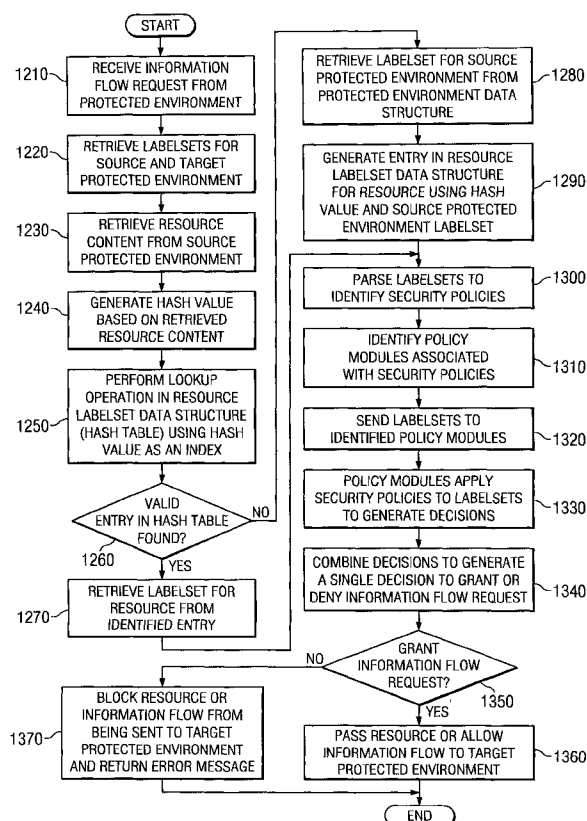 START
1210
RECEIVE INFORMATION
FLOW REQUEST FROM
PROTECTED ENVIRONMENT
1220
RETRIEVE LABELSETS FOR
SOURCE AND TARGET
PROTECTED ENVIRONMENT
1230
RETRIEVE RESOURCE
CONTENT FROM SOURCE
PROTECTED ENVIRONMENT
1240
GENERATE HASH VALUE
BASED ON RETRIEVED
RESOURCE CONTENT
1250
PERFORM LOOKUP
OPERATION IN RESOURCE
LABELSET DATA STRUCTURE
(HASH TABLE) USING HASH
VALUE AS AN INDEX
VALID
ENTRY IN HASH TABLE
FOUND?
NO
1260
YES
1270
RETRIEVE LABELSET FOR
RESOURCE FROM
IDENTIFIED ENTRY
RETRIEVE LABELSET FOR
SOURCE PROTECTED
ENVIRONMENT FROM
PROTECTED ENVIRONMENT DATA
STRUCTURE
1280
GENERATE ENTRY IN RESOURCE
LABELSET DATA STRUCTURE
FOR RESOURCE USING HASH
VALUE AND SOURCE PROTECTED
ENVIRONMENT LABELSET
1290
PARSE LABELSETS TO
IDENTIFY SECURITY POLICIES
1300
IDENTIFY POLICY
MODULES ASSOCIATED
WITH SECURITY POLICIES
1310
SEND LABELSETS TO
IDENTIFIED POLICY MODULES
1320
POLICY MODULES APPLY
SECURITY POLICIES TO LABELSETS
TO GENERATE DECISIONS
1330
COMBINE DECISIONS TO GENERATE
A SINGLE DECISION TO GRANT OR
DENY INFORMATION FLOW REQUEST
1340
GRANT
INFORMATION FLOW
REQUEST?
NO
1350
YES
1370
BLOCK RESOURCE OR
INFORMATION FLOW FROM
BEING SENT TO TARGET
PROTECTED ENVIRONMENT
AND RETURN ERROR MESSAGE
PASS RESOURCE OR ALLOW
INFORMATION FLOW TO TARGET
PROTECTED ENVIRONMENT
1360
END